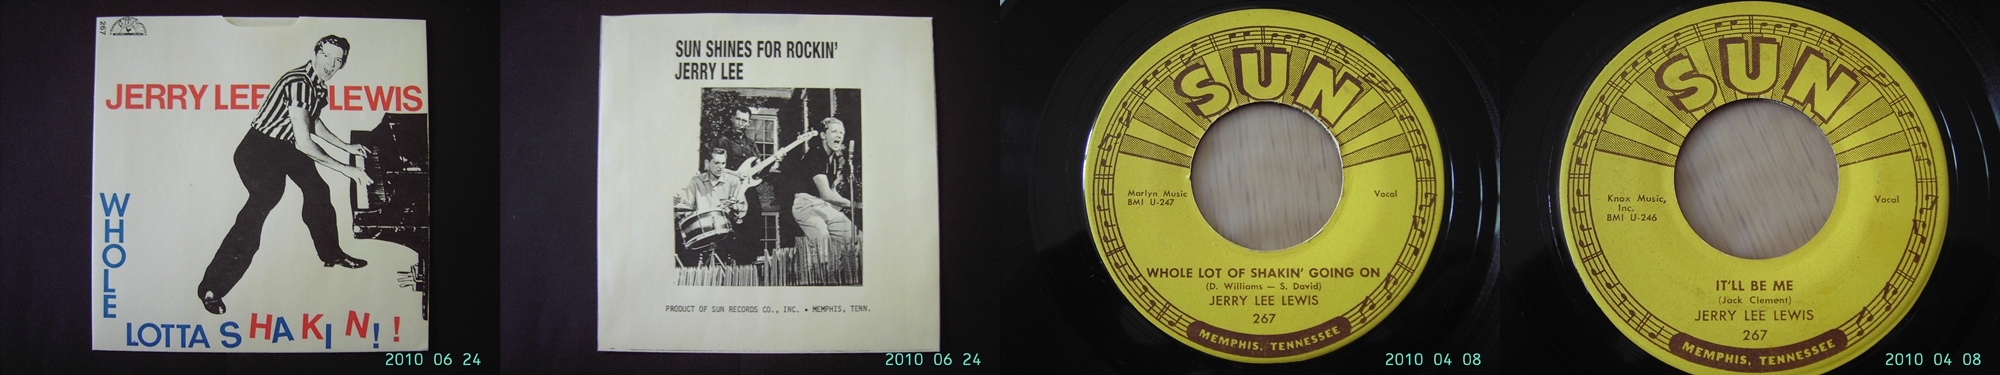 267
JERRY LEE LEWIS
WHOLE
LOTTA SHAKIN!!
2010 06 24
SUN SHINES FOR ROCKIN'
JERRY LEE
PRODUCT OF SUN RECORDS CO., INC. • MEMPHIS, TENN.
2010 06 24
SUN
Marlyn Music
BMI U-247
Vocal
WHOLE LOT OF SHAKIN' GOING ON
(D. Williams — S. David)
JERRY LEE LEWIS
267
MEMPHIS, TENNESSEE
2010 04 08
SUN
Knox Music,
Inc.
BMI U-246
Vocal
IT'LL BE ME
(Jack Clement)
JERRY LEE LEWIS
267
MEMPHIS, TENNESSEE
2010 04 08